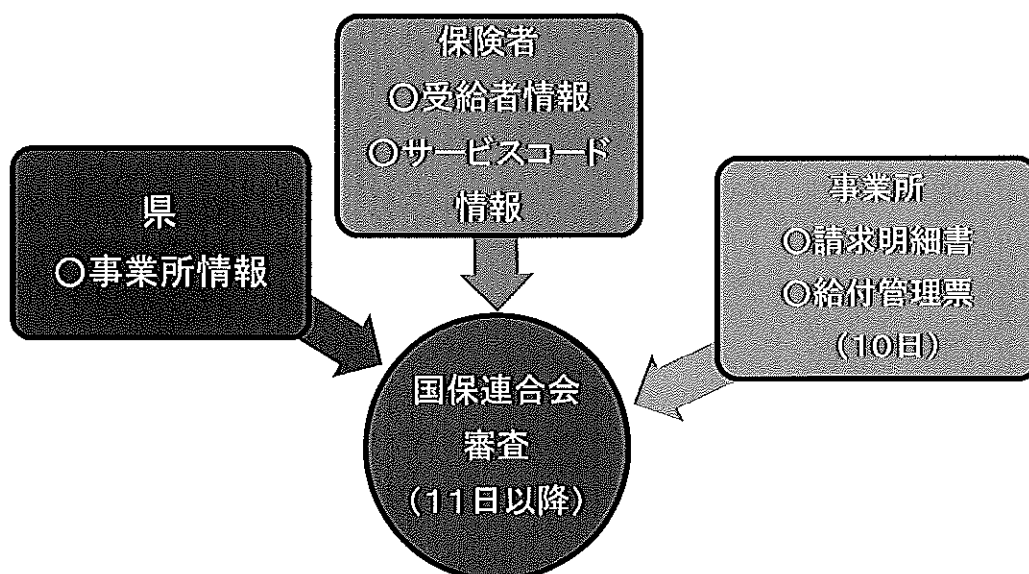 保険者
○受給者情報
○サービスコード
情報
県
○事業所情報
事業所
○請求明細書
○給付管理票
(10日)
国保連合会
審査
(11日以降)